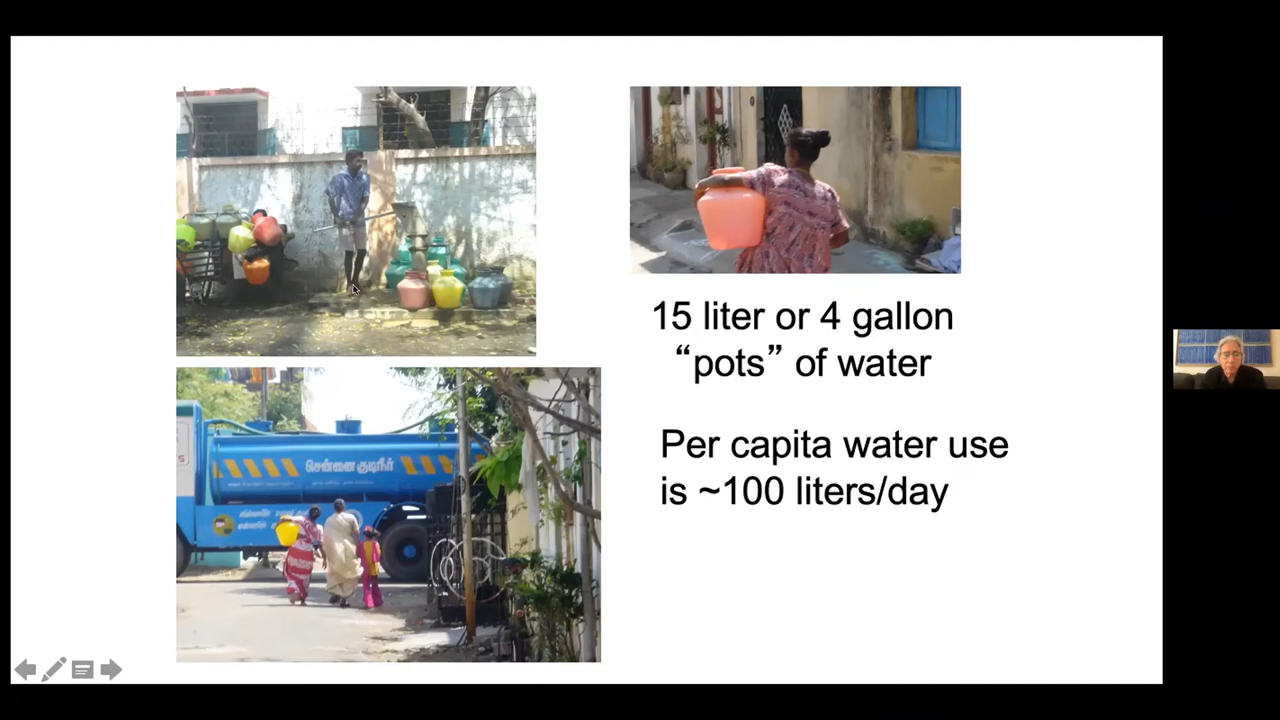 15 liter or 4 gallon
“pots” of water
Per capita water use
is ~100 liters/day
சென்னை குடிநீர்